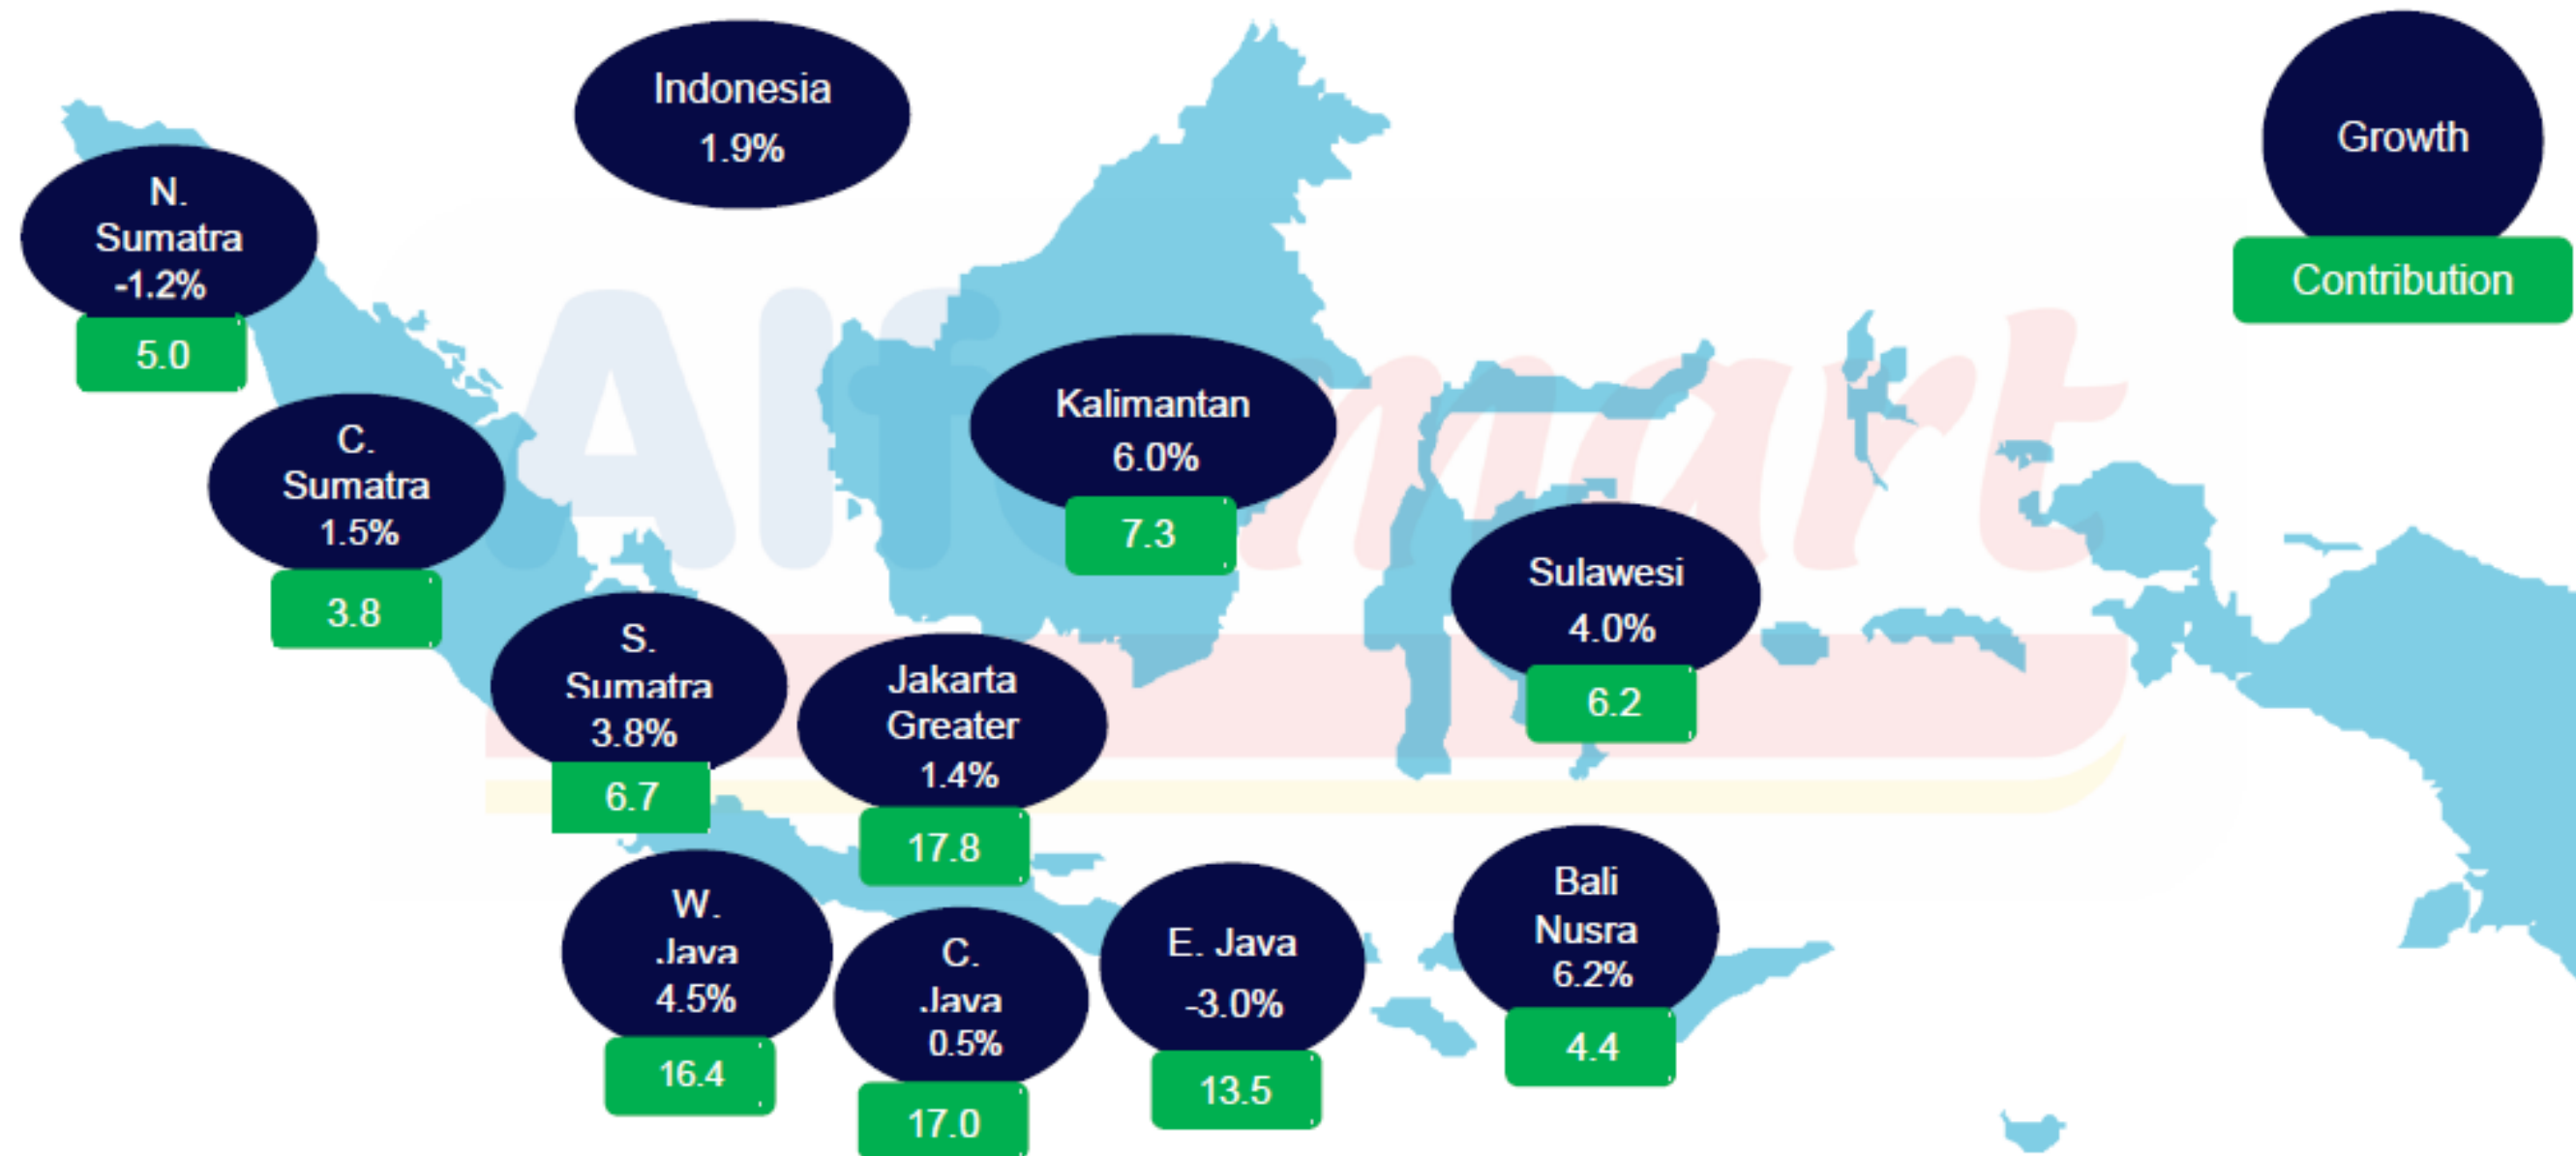 Indonesia
1.9%
Growth
Contribution
N.
Sumatra
-1.2%
5.0
C.
Sumatra
1.5%
3.8
Kalimantan
6.0%
7.3
Sulawesi
4.0%
6.2
S.
Sumatra
3.8%
6.7
Jakarta
Greater
1.4%
17.8
W.
Java
4.5%
16.4
C.
Java
0.5%
17.0
E. Java
-3.0%
13.5
Bali
Nusra
6.2%
4.4
Alfamart